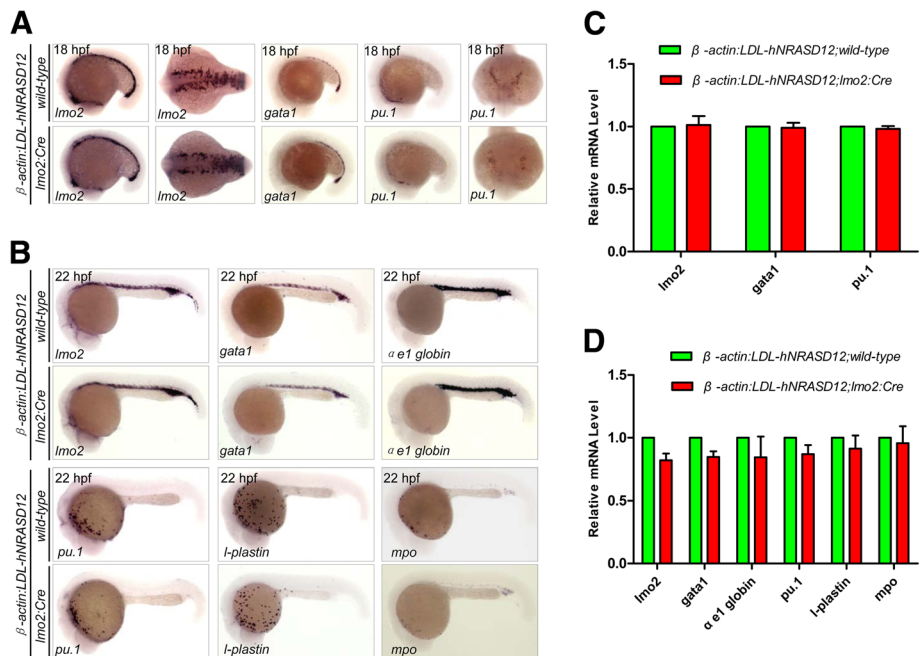 A
β-actin:LDL-hNRASD12
wild-type
lmo2:Cre
18 hpf
lmo2
18 hpf
lmo2
18 hpf
gata1
18 hpf
pu.1
18 hpf
pu.1
lmo2
lmo2
gata1
pu.1
pu.1
B
β-actin:LDL-hNRASD12
wild-type
lmo2:Cre
22 hpf
lmo2
22 hpf
gata1
22 hpf
αe1 globin
lmo2
gata1
αe1 globin
β-actin:LDL-hNRASD12
wild-type
lmo2:Cre
22 hpf
pu.1
22 hpf
l-plastin
22 hpf
mpo
pu.1
l-plastin
mpo
C
β-actin:LDL-hNRASD12;wild-type
β-actin:LDL-hNRASD12;lmo2:Cre
Relative mRNA Level
1.5
1.0
0.5
0.0
lmo2
gata1
pu.1
D
β-actin:LDL-hNRASD12;wild-type
β-actin:LDL-hNRASD12;lmo2:Cre
Relative mRNA Level
1.5
1.0
0.5
0.0
lmo2
gata1
αe1 globin
pu.1
l-plastin
mpo